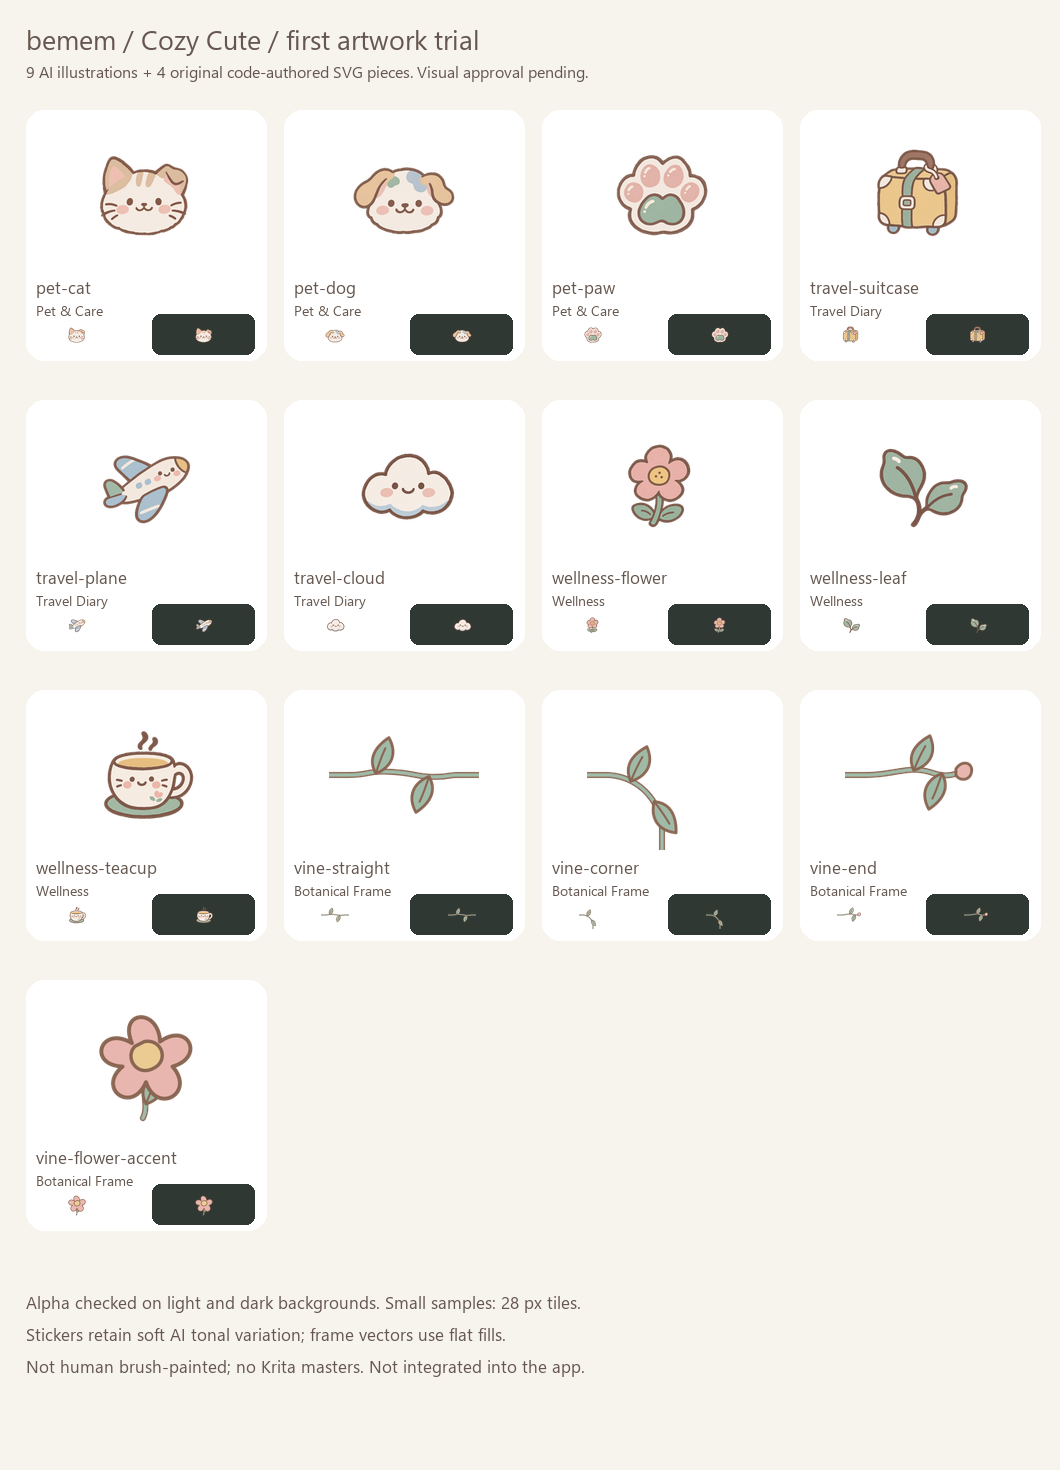 bemem / Cozy Cute / first artwork trial
9 AI illustrations + 4 original code-authored SVG pieces. Visual approval pending.
pet-cat
Pet & Care
pet-dog
Pet & Care
pet-paw
Pet & Care
travel-suitcase
Travel Diary
travel-plane
Travel Diary
travel-cloud
Travel Diary
wellness-flower
Wellness
wellness-leaf
Wellness
wellness-teacup
Wellness
vine-straight
Botanical Frame
vine-corner
Botanical Frame
vine-end
Botanical Frame
vine-flower-accent
Botanical Frame
Alpha checked on light and dark backgrounds. Small samples: 28 px tiles.
Stickers retain soft AI tonal variation; frame vectors use flat fills.
Not human brush-painted; no Krita masters. Not integrated into the app.